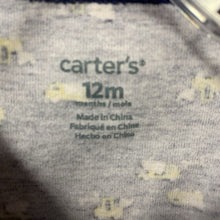 carter's®
12m
months / mois
Made in China
Fabriqué en Chine
Hecho en China